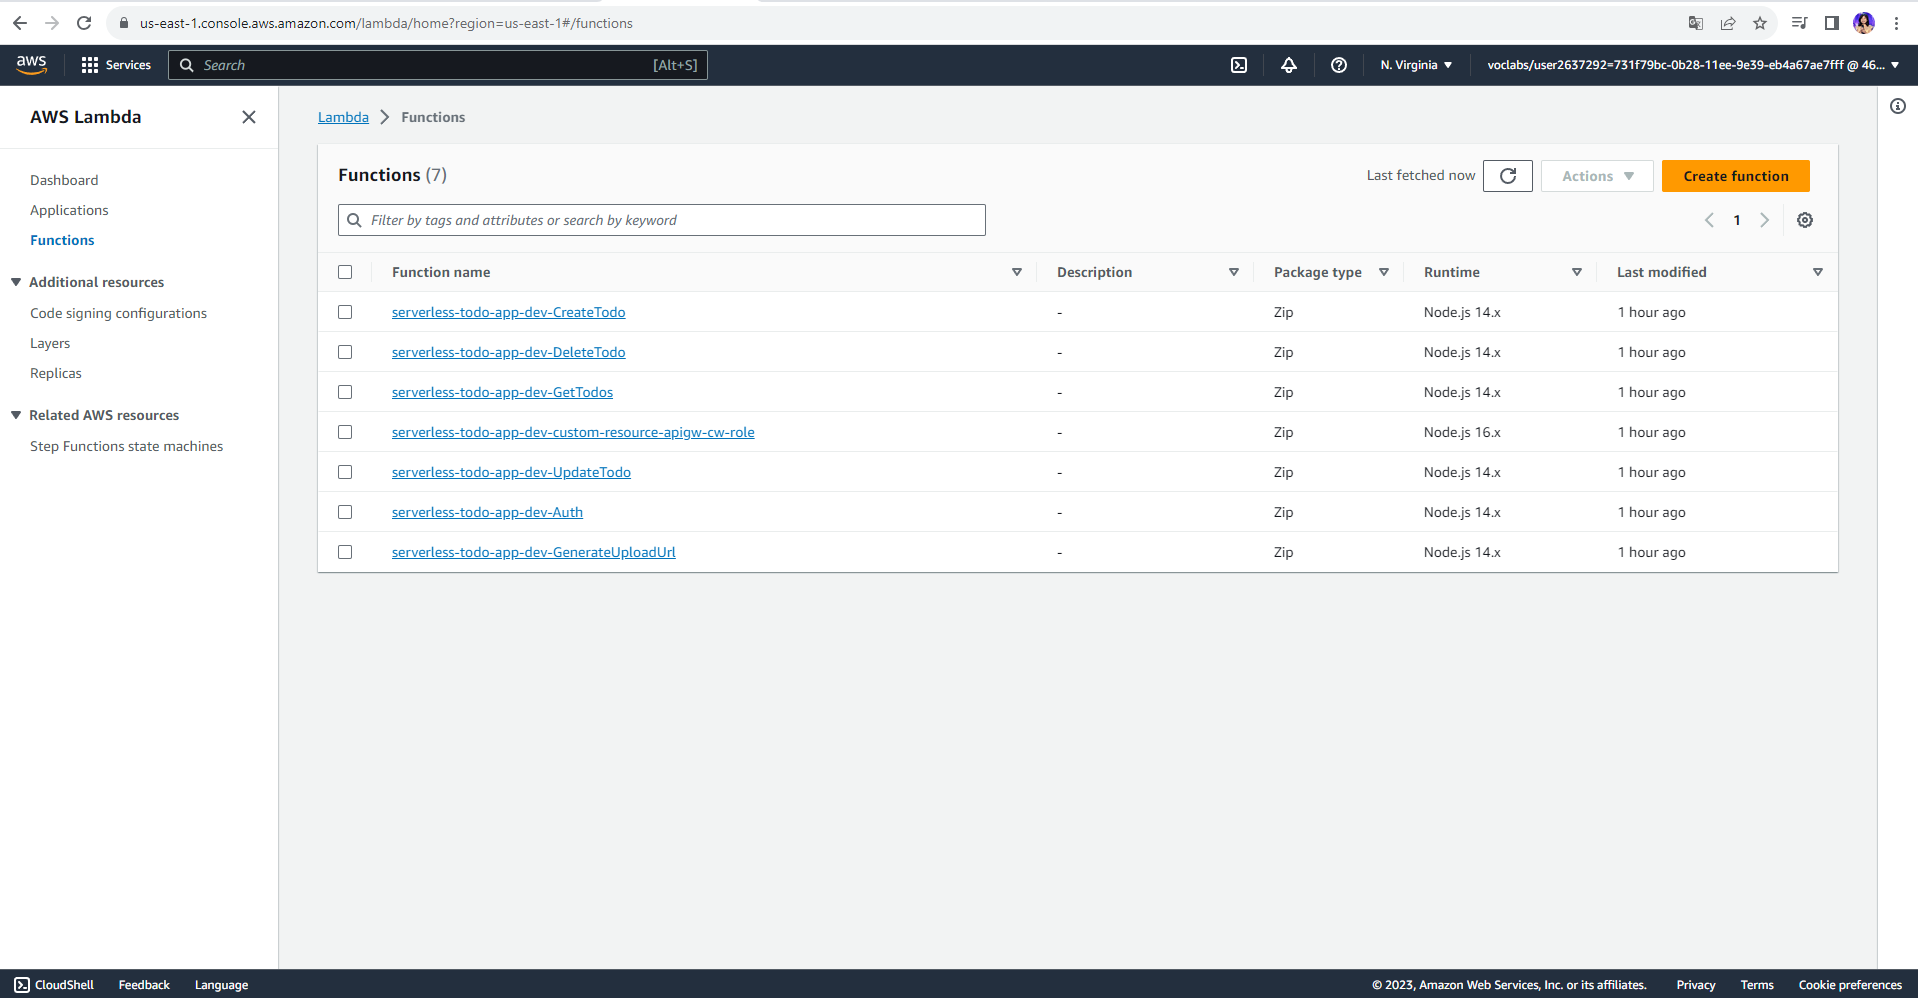 us-east-1.console.aws.amazon.com/lambda/home?region=us-east-1#/functions
aws Services Search [Alt+S] N. Virginia voclabs/user2637292=731f79bc-0b28-11ee-9e39-eb4a67ae7fff @ 46...
AWS Lambda
Dashboard
Applications
Functions
Additional resources
Code signing configurations
Layers
Replicas
Related AWS resources
Step Functions state machines
Lambda Functions
Functions (7) Last fetched now Actions Create function
Filter by tags and attributes or search by keyword 1
Function name Description Package type Runtime Last modified
serverless-todo-app-dev-CreateTodo - Zip Node.js 14.x 1 hour ago
serverless-todo-app-dev-DeleteTodo - Zip Node.js 14.x 1 hour ago
serverless-todo-app-dev-GetTodos - Zip Node.js 14.x 1 hour ago
serverless-todo-app-dev-custom-resource-apigw-cw-role - Zip Node.js 16.x 1 hour ago
serverless-todo-app-dev-UpdateTodo - Zip Node.js 14.x 1 hour ago
serverless-todo-app-dev-Auth - Zip Node.js 14.x 1 hour ago
serverless-todo-app-dev-GenerateUploadUrl - Zip Node.js 14.x 1 hour ago
CloudShell Feedback Language © 2023, Amazon Web Services, Inc. or its affiliates. Privacy Terms Cookie preferences